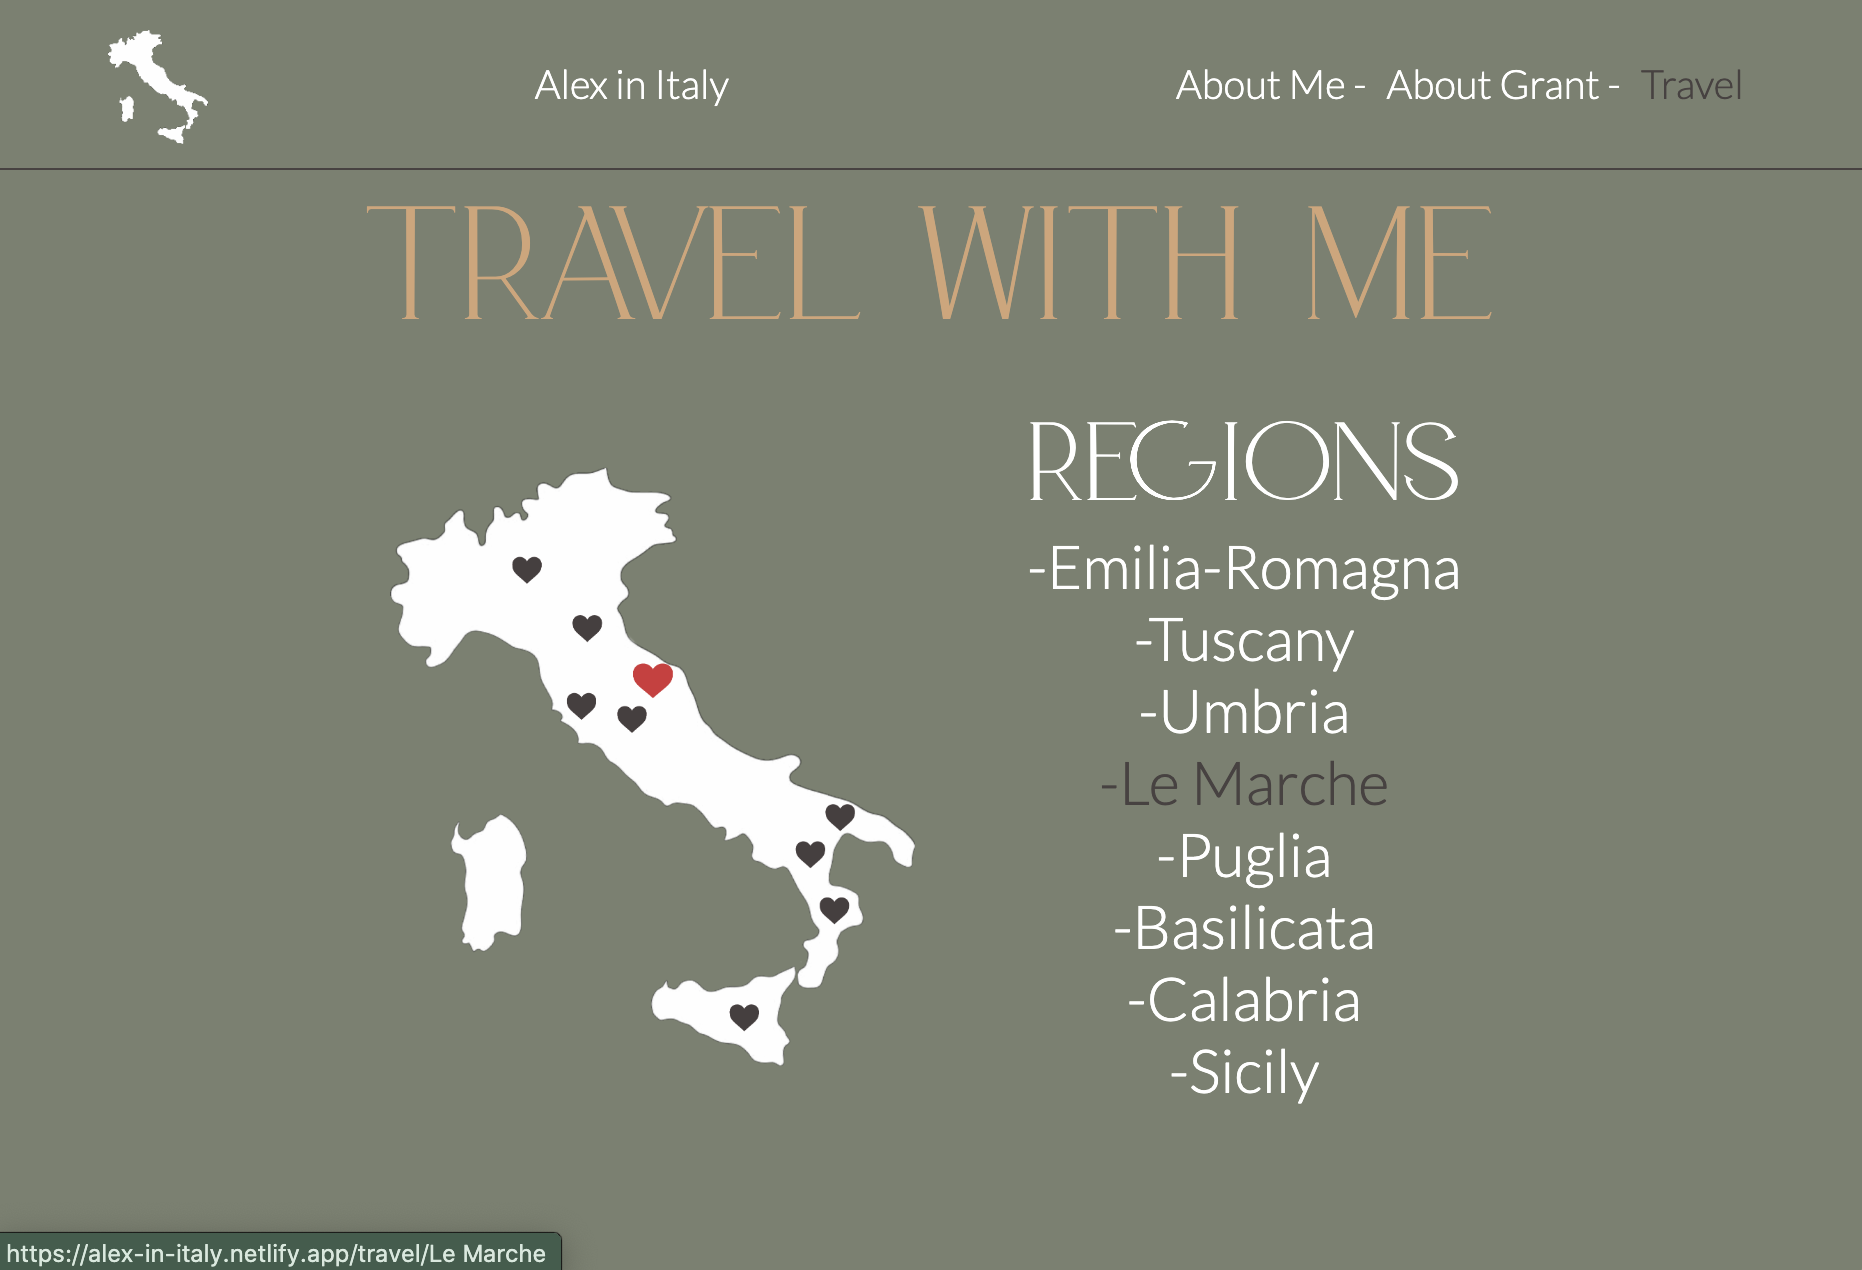 Alex in Italy
About Me - About Grant - Travel
TRAVEL WITH ME
REGIONS
-Emilia-Romagna
-Tuscany
-Umbria
-Le Marche
-Puglia
-Basilicata
-Calabria
-Sicily
https://alex-in-italy.netlify.app/travel/Le Marche